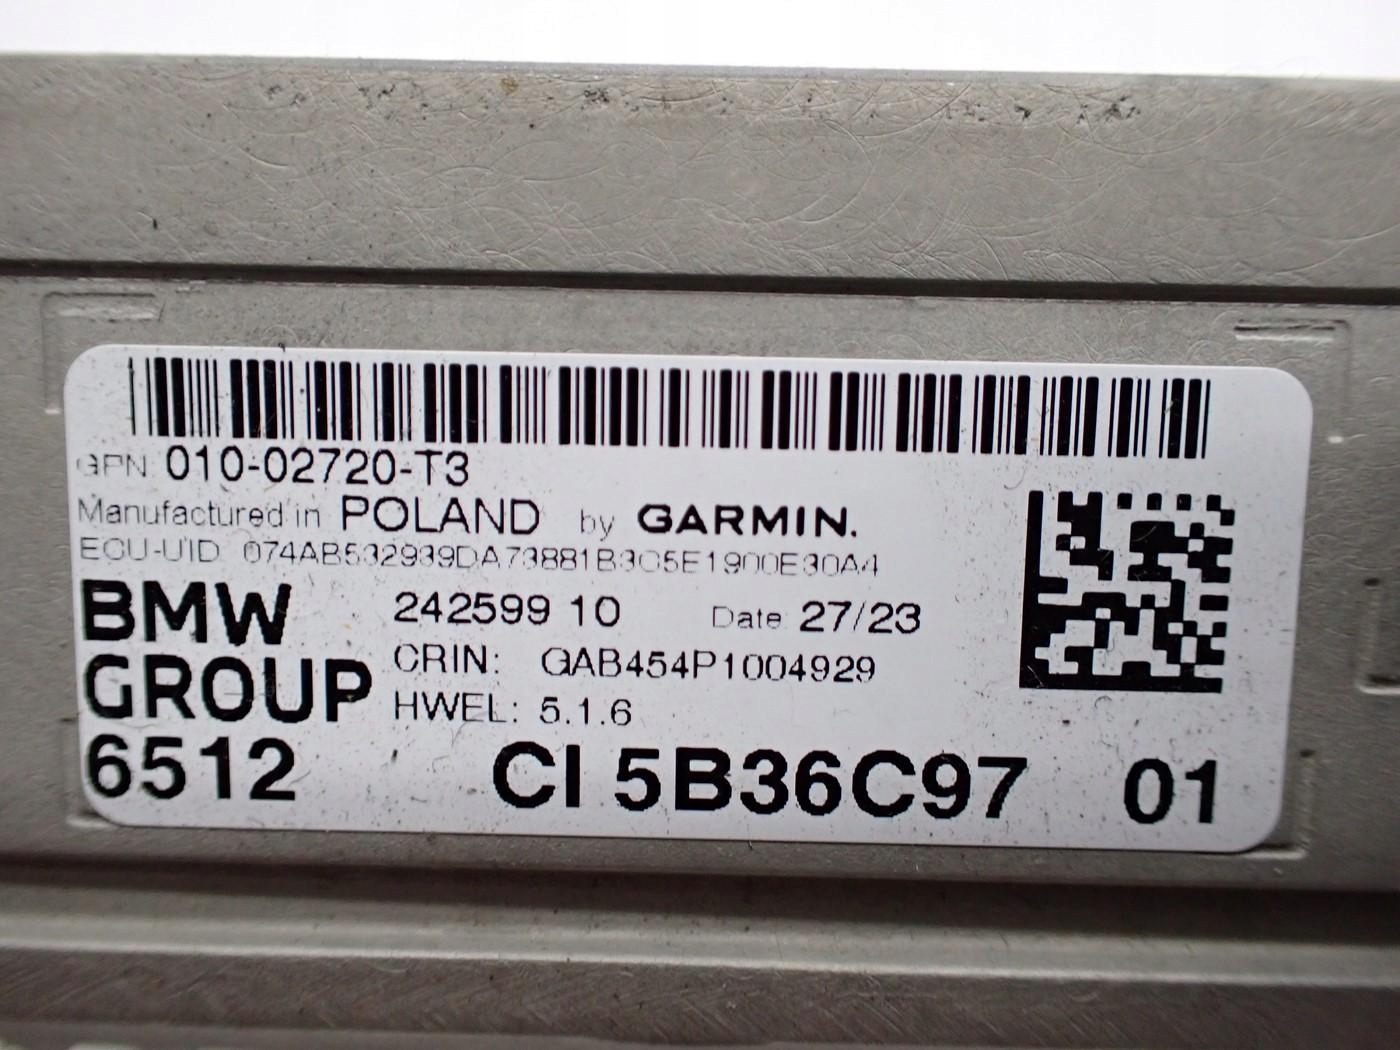 GPN: 010-02720-T3
Manufactured in POLAND by GARMIN.
ECU-UID 074AB532939DA73881B3C5E1900E30A4
BMW GROUP
242599 10 Date: 27/23
CRIN: GAB454P1004929
HWEL: 5.1.6
6512 CI 5B36C97 01